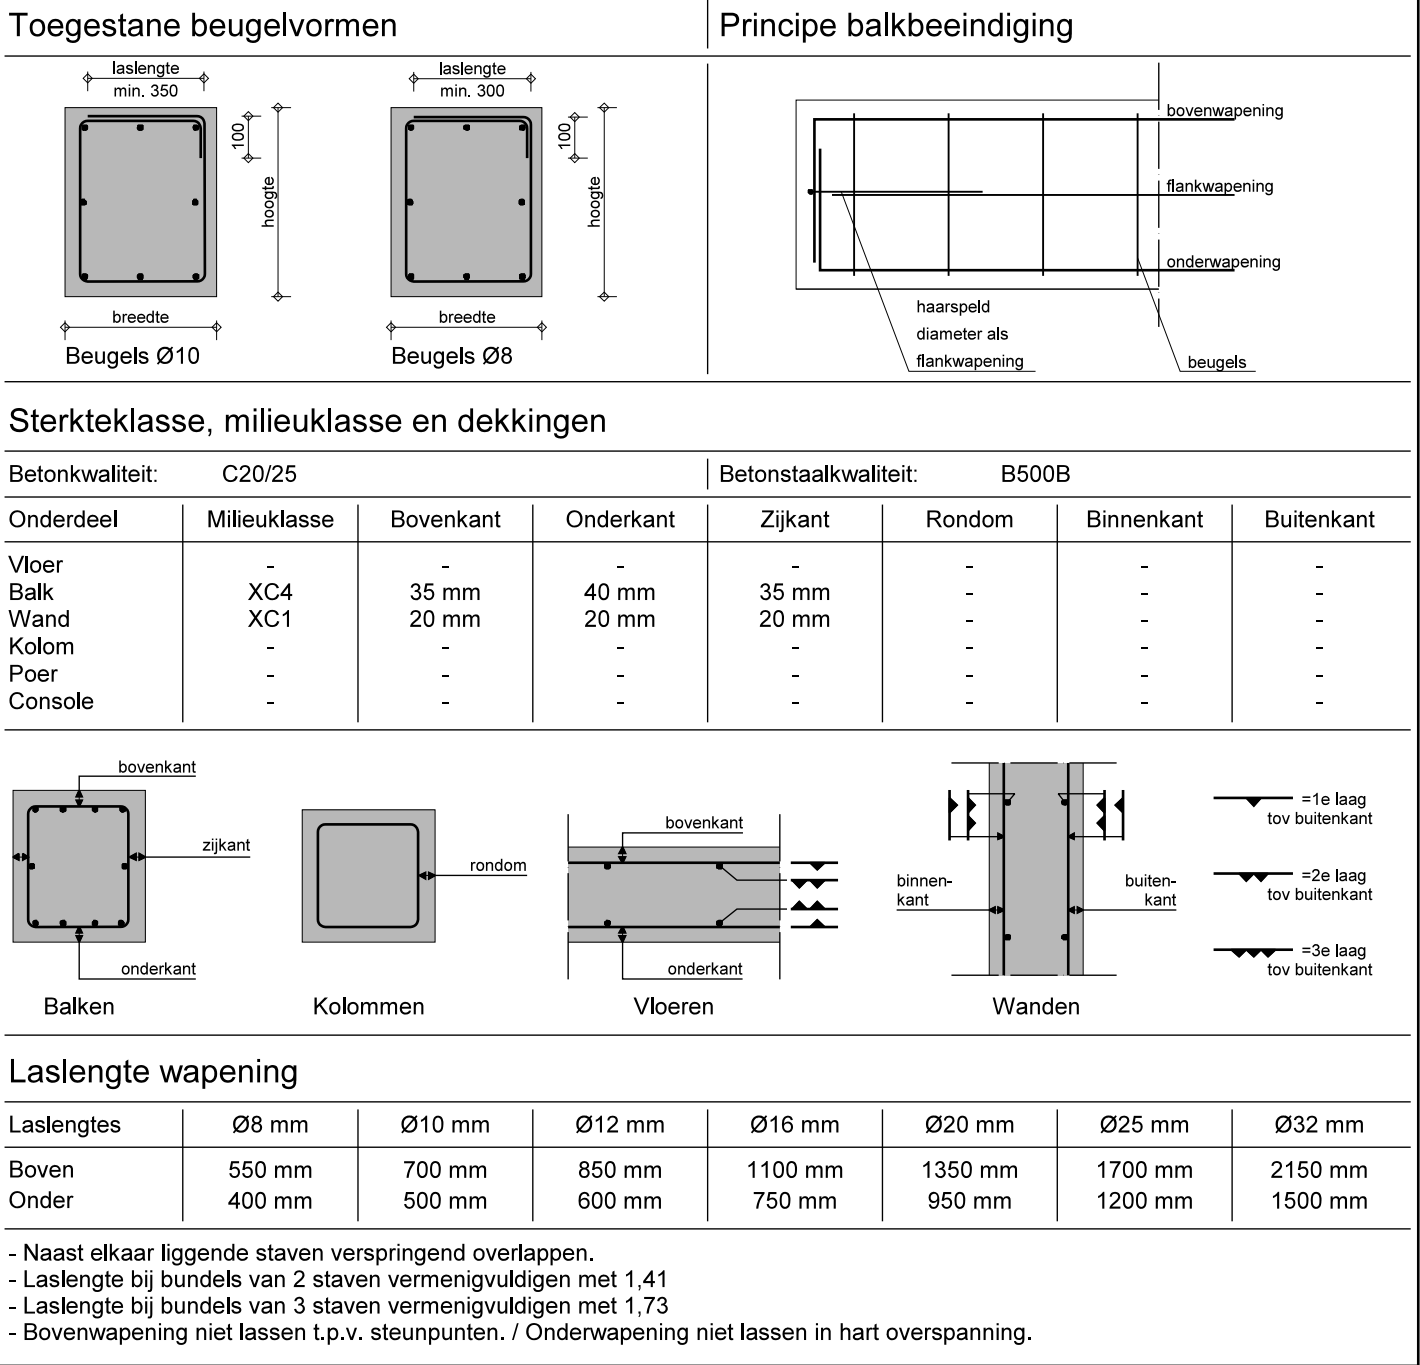 Toegestane beugelvormen
laslengte
min. 350
100
hoogte
breedte
Beugels Ø10
laslengte
min. 300
100
hoogte
breedte
Beugels Ø8
Principe balkbeeindiging
bovenwapening
flankwapening
onderwapening
haarspeld
diameter als
flankwapening
beugels
Sterkteklasse, milieuklasse en dekkingen
Betonkwaliteit: C20/25 Betonstaalkwaliteit: B500B
Onderdeel Milieuklasse Bovenkant Onderkant Zijkant Rondom Binnenkant Buitenkant
Vloer - - - - - - -
Balk XC4 35 mm 40 mm 35 mm - - -
Wand XC1 20 mm 20 mm 20 mm - - -
Kolom - - - - - - -
Poer - - - - - - -
Console - - - - - - -
bovenkant
zijkant
onderkant
Balken
rondom
Kolommen
bovenkant
onderkant
Vloeren
binnen-
kant
buiten-
kant
Wanden
=1e laag
tov buitenkant
=2e laag
tov buitenkant
=3e laag
tov buitenkant
Laslengte wapening
Laslengtes Ø8 mm Ø10 mm Ø12 mm Ø16 mm Ø20 mm Ø25 mm Ø32 mm
Boven 550 mm 700 mm 850 mm 1100 mm 1350 mm 1700 mm 2150 mm
Onder 400 mm 500 mm 600 mm 750 mm 950 mm 1200 mm 1500 mm
- Naast elkaar liggende staven verspringend overlappen.
- Laslengte bij bundels van 2 staven vermenigvuldigen met 1,41
- Laslengte bij bundels van 3 staven vermenigvuldigen met 1,73
- Bovenwapening niet lassen t.p.v. steunpunten. / Onderwapening niet lassen in hart overspanning.